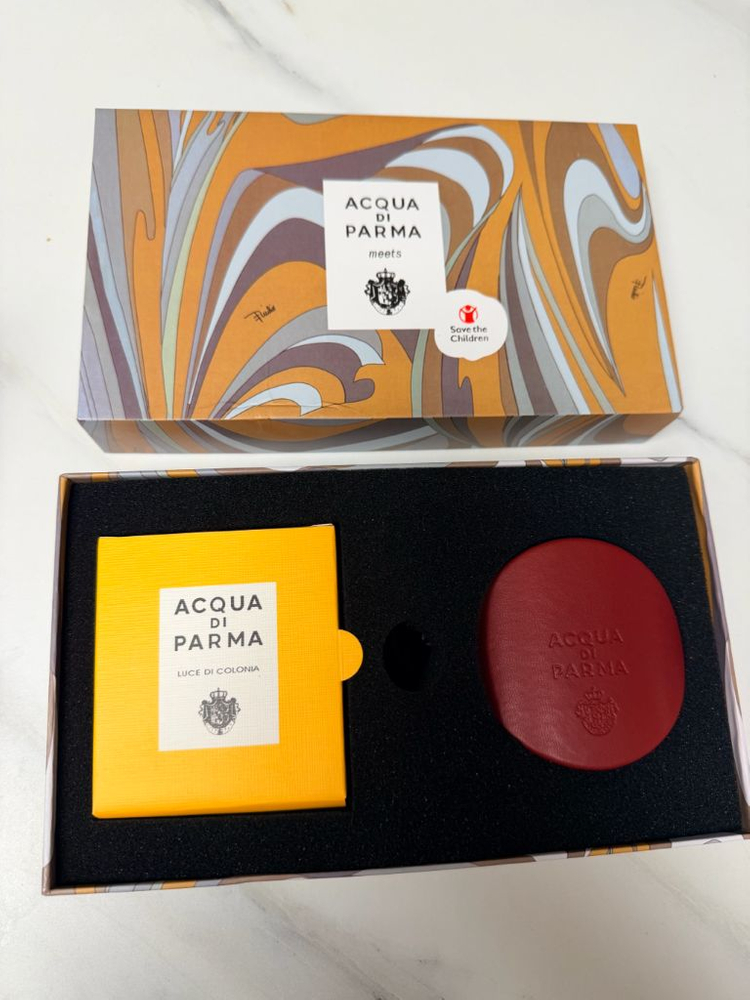 ACQUA
DI
PARMA
meets
Save the
Children
ACQUA
DI
PARMA
LUCE DI COLONIA
ACQUA
DI
PARMA